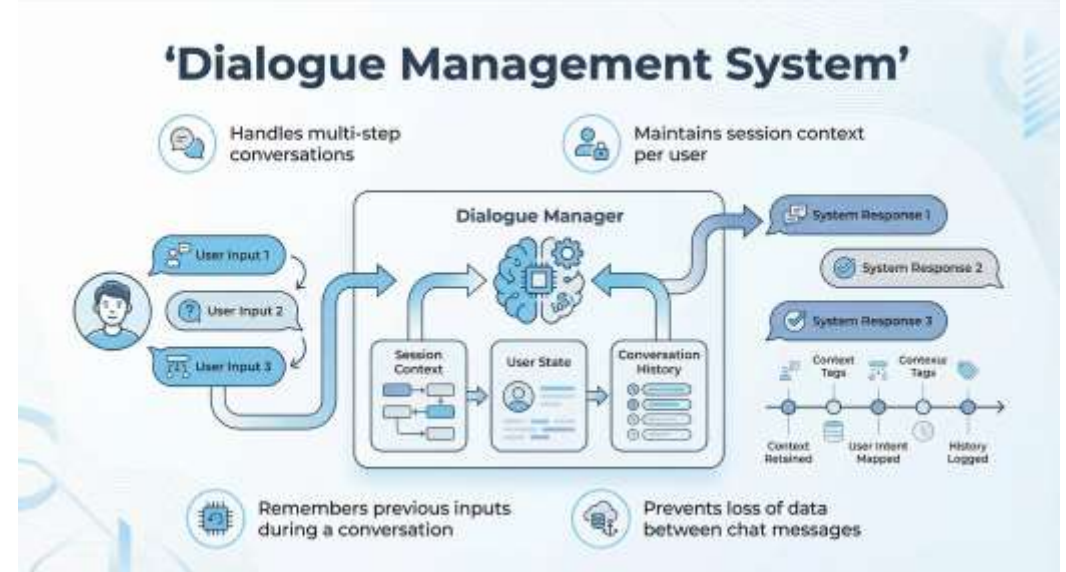 ‘Dialogue Management System’
Handles multi-step
conversations
Maintains session context
per user
Dialogue Manager
User Input 1
User Input 2
User Input 3
Session
Context
User State
Conversation
History
System Response 1
System Response 2
System Response 3
Context
Tags
Contexte
Tags
Context
Retained
User Intent
Mapped
History
Logged
Remembers previous inputs
during a conversation
Prevents loss of data
between chat messages